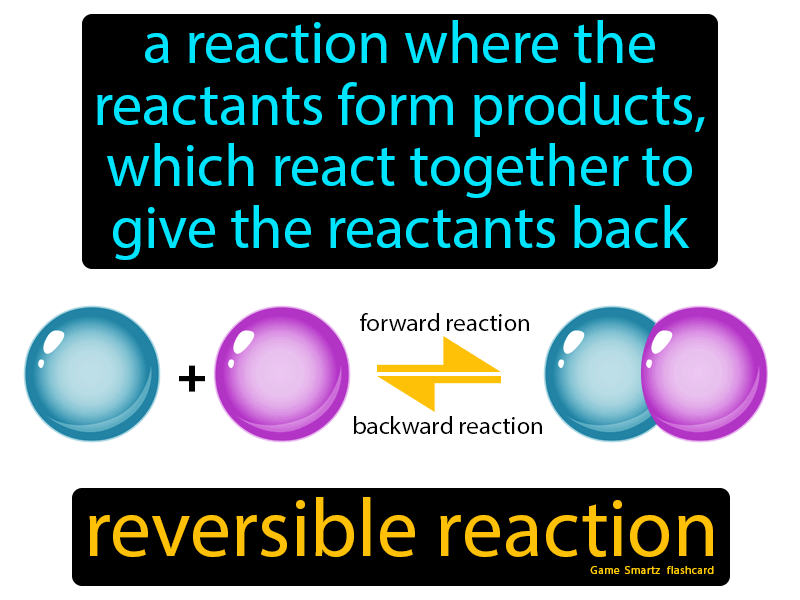 a reaction where the
reactants form products,
which react together to
give the reactants back
forward reaction
+
backward reaction
reversible reaction
Game Smartz flashcard